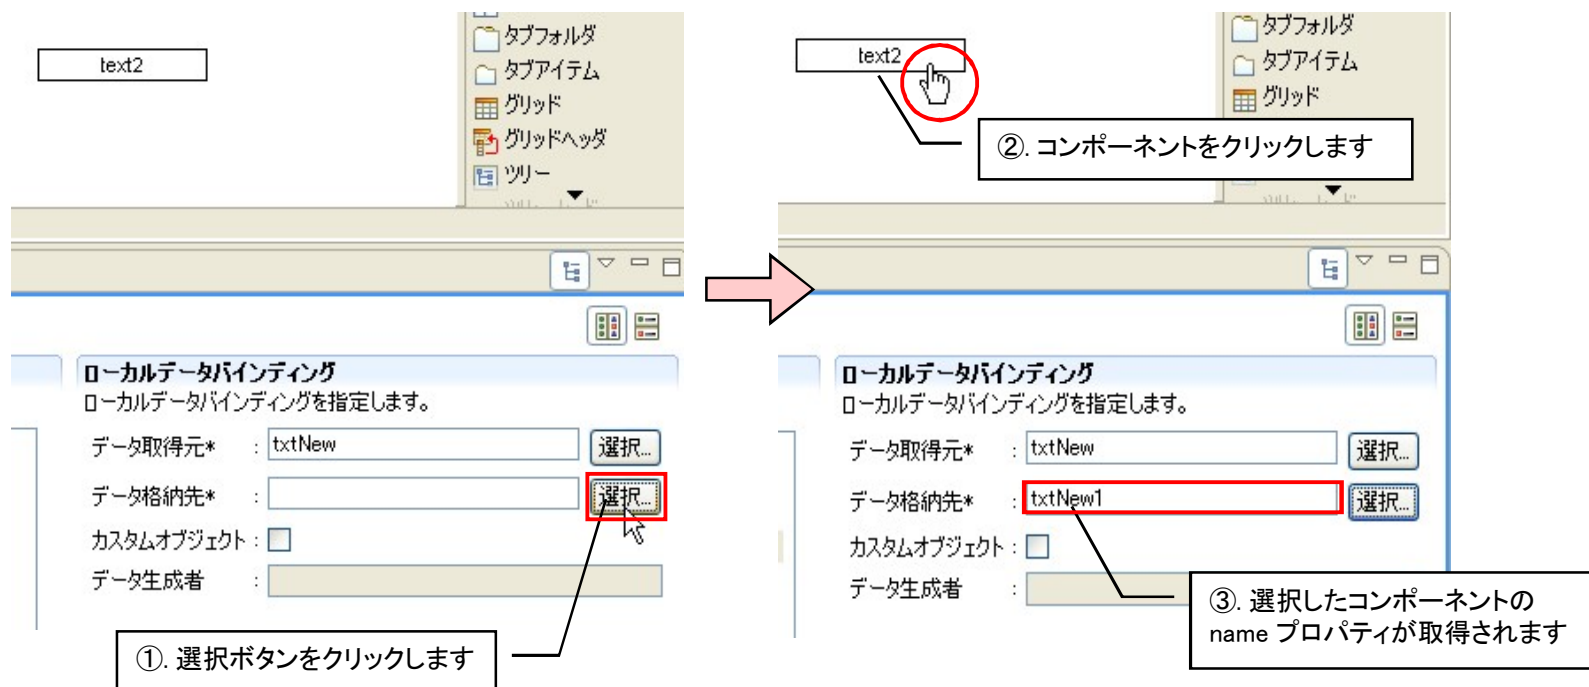 text2
タブフォルダ
タブアイテム
グリッド
グリッドヘッダ
ツリー
ローカルデータバインディング
ローカルデータバインディングを指定します。
データ取得元* : txtNew 選択...
データ格納先* : 選択...
カスタムオブジェクト :
データ生成者 :
①. 選択ボタンをクリックします
text2
タブフォルダ
タブアイテム
グリッド
②. コンポーネントをクリックします
ローカルデータバインディング
ローカルデータバインディングを指定します。
データ取得元* : txtNew 選択...
データ格納先* : txtNew1 選択...
カスタムオブジェクト :
データ生成者 :
③. 選択したコンポーネントの
name プロパティが取得されます